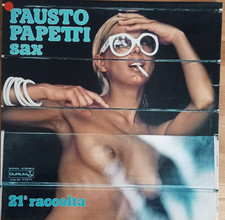 FAUSTO
PAPETTI
sax
21ª raccolta